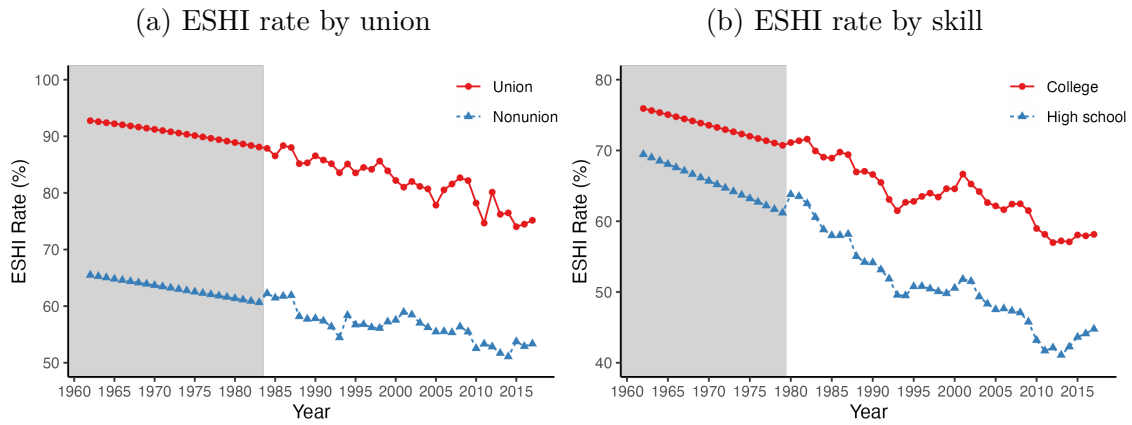 (a) ESHI rate by union
ESHI Rate (%)
100
90
80
70
60
50
Union
Nonunion
1960 1965 1970 1975 1980 1985 1990 1995 2000 2005 2010 2015
Year
(b) ESHI rate by skill
ESHI Rate (%)
80
70
60
50
40
College
High school
1960 1965 1970 1975 1980 1985 1990 1995 2000 2005 2010 2015
Year